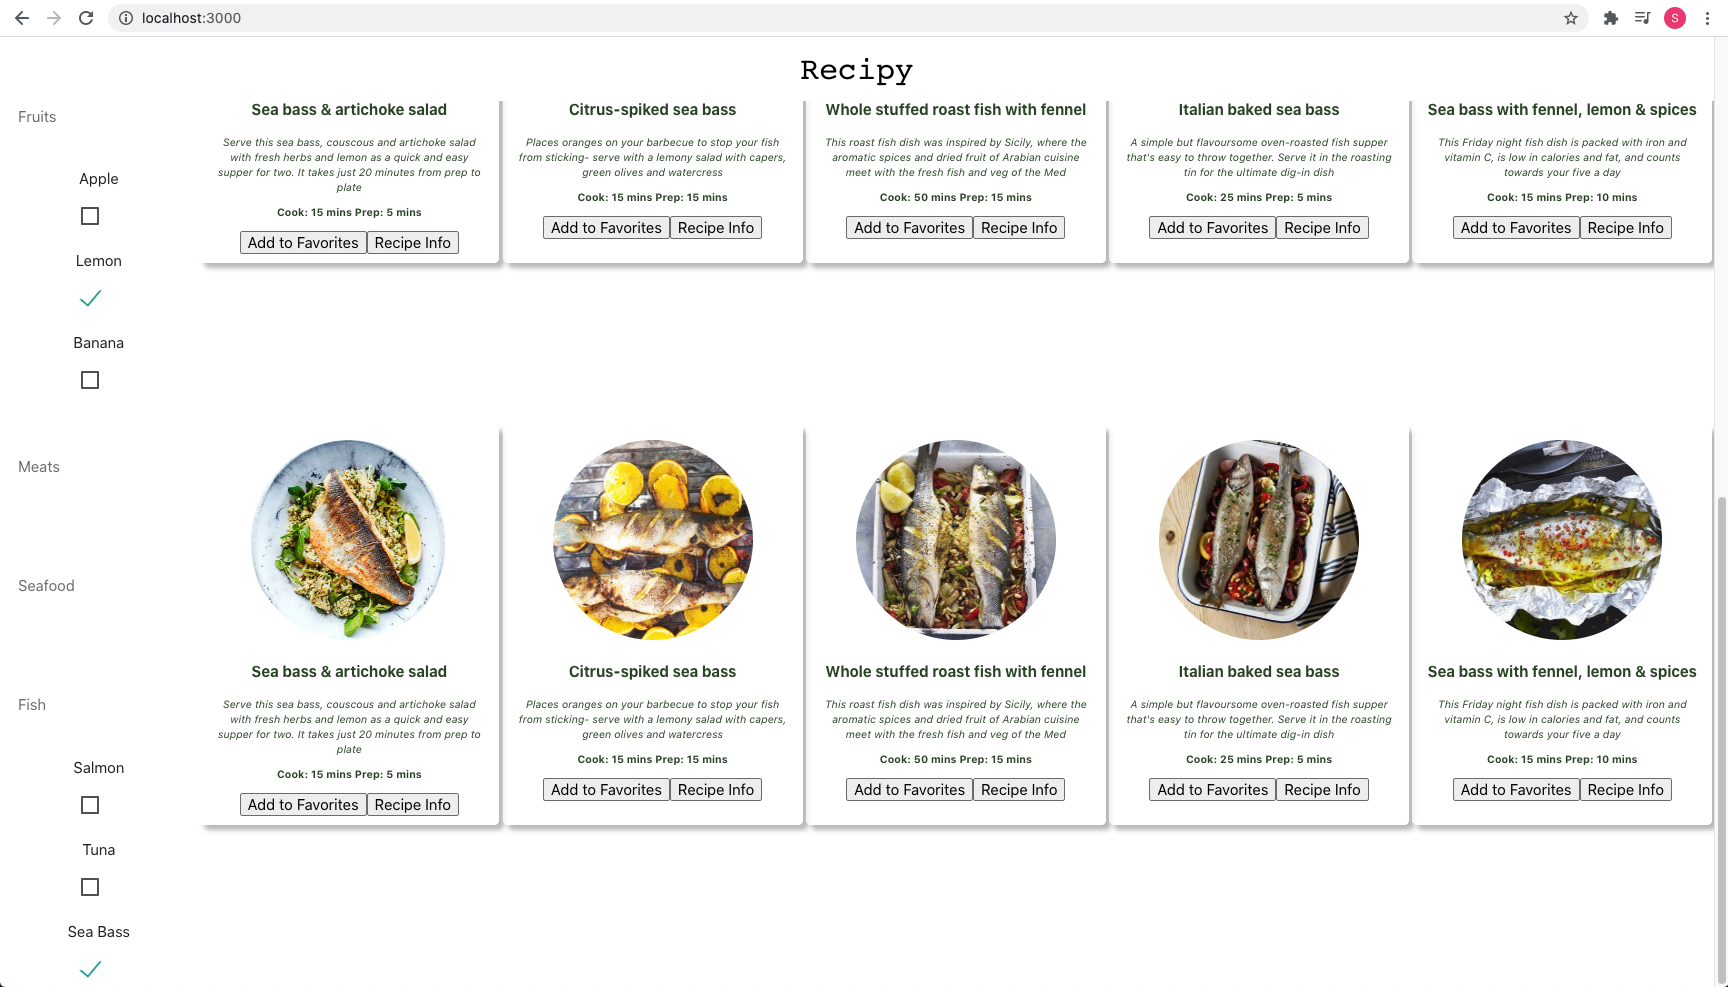 localhost:3000
S
Recipy
Fruits
Apple
Lemon
Banana
Meats
Seafood
Fish
Salmon
Tuna
Sea Bass
Sea bass & artichoke salad
Serve this sea bass, couscous and artichoke salad
with fresh herbs and lemon as a quick and easy
supper for two. It takes just 20 minutes from prep to
plate
Cook: 15 mins Prep: 5 mins
Add to Favorites Recipe Info
Citrus-spiked sea bass
Places oranges on your barbecue to stop your fish
from sticking- serve with a lemony salad with capers,
green olives and watercress
Cook: 15 mins Prep: 15 mins
Add to Favorites Recipe Info
Whole stuffed roast fish with fennel
This roast fish dish was inspired by Sicily, where the
aromatic spices and dried fruit of Arabian cuisine
meet with the fresh fish and veg of the Med
Cook: 50 mins Prep: 15 mins
Add to Favorites Recipe Info
Italian baked sea bass
A simple but flavoursome oven-roasted fish supper
that's easy to throw together. Serve it in the roasting
tin for the ultimate dig-in dish
Cook: 25 mins Prep: 5 mins
Add to Favorites Recipe Info
Sea bass with fennel, lemon & spices
This Friday night fish dish is packed with iron and
vitamin C, is low in calories and fat, and counts
towards your five a day
Cook: 15 mins Prep: 10 mins
Add to Favorites Recipe Info
Sea bass & artichoke salad
Serve this sea bass, couscous and artichoke salad
with fresh herbs and lemon as a quick and easy
supper for two. It takes just 20 minutes from prep to
plate
Cook: 15 mins Prep: 5 mins
Add to Favorites Recipe Info
Citrus-spiked sea bass
Places oranges on your barbecue to stop your fish
from sticking- serve with a lemony salad with capers,
green olives and watercress
Cook: 15 mins Prep: 15 mins
Add to Favorites Recipe Info
Whole stuffed roast fish with fennel
This roast fish dish was inspired by Sicily, where the
aromatic spices and dried fruit of Arabian cuisine
meet with the fresh fish and veg of the Med
Cook: 50 mins Prep: 15 mins
Add to Favorites Recipe Info
Italian baked sea bass
A simple but flavoursome oven-roasted fish supper
that's easy to throw together. Serve it in the roasting
tin for the ultimate dig-in dish
Cook: 25 mins Prep: 5 mins
Add to Favorites Recipe Info
Sea bass with fennel, lemon & spices
This Friday night fish dish is packed with iron and
vitamin C, is low in calories and fat, and counts
towards your five a day
Cook: 15 mins Prep: 10 mins
Add to Favorites Recipe Info